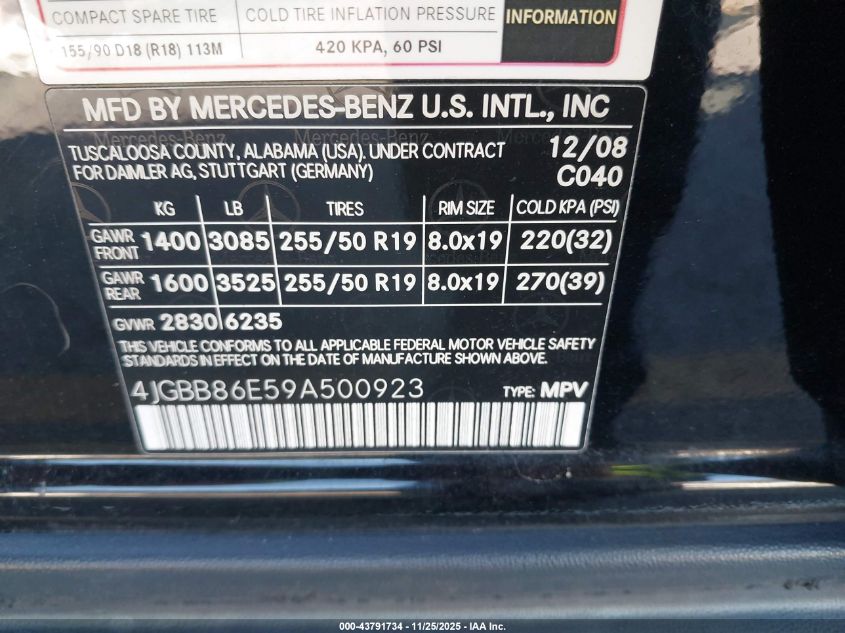 COMPACT SPARE TIRE COLD TIRE INFLATION PRESSURE
INFORMATION
155/90 D18 (R18) 113M 420 KPA, 60 PSI
MFD BY MERCEDES-BENZ U.S. INTL., INC
TUSCALOOSA COUNTY, ALABAMA (USA). UNDER CONTRACT 12/08
FOR DAIMLER AG, STUTTGART (GERMANY) C040
KG LB TIRES RIM SIZE COLD KPA (PSI)
GAWR FRONT 1400 3085 255/50 R19 8.0x19 220(32)
GAWR REAR 1600 3525 255/50 R19 8.0x19 270(39)
GVWR 2830 6235
THIS VEHICLE CONFORMS TO ALL APPLICABLE FEDERAL MOTOR VEHICLE SAFETY
STANDARDS IN EFFECT ON THE DATE OF MANUFACTURE SHOWN ABOVE.
4JGBB86E59A500923 TYPE: MPV
000-43791734 - 11/25/2025 - IAA Inc.